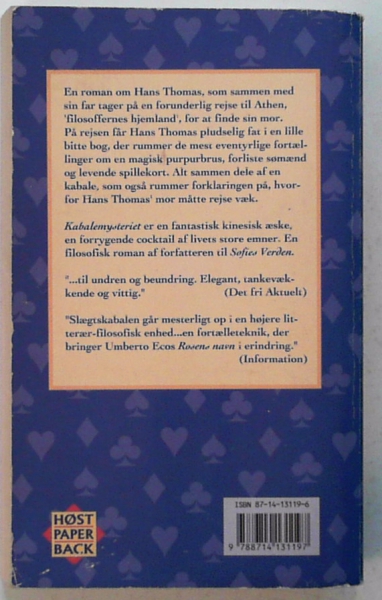 En roman om Hans Thomas, som sammen med
sin far tager på en forunderlig rejse til Athen,
'filosoffernes hjemland', for at finde sin mor.
På rejsen får Hans Thomas pludselig fat i en lille
bitte bog, der rummer de mest eventyrlige fortæl-
linger om en magisk purpurbrus, forliste sømænd
og levende spillekort. Alt sammen dele af en
kabale, som også rummer forklaringen på, hvor-
for Hans Thomas' mor måtte rejse væk.
Kabalemysteriet er en fantastisk kinesisk æske,
en forrygende cocktail af livets store emner. En
filosofisk roman af forfatteren til Sofies Verden.
"...til undren og beundring. Elegant, tankevæk-
kende og vittig." (Det fri Aktuelt)
"Slægtskabalen går mesterligt op i en højere lit-
terær-filosofisk enhed...en fortælleteknik, der
bringer Umberto Ecos Rosens navn i erindring."
(Information)
HØST
PAPER
BACK
ISBN 87-14-13119-6
9 788714 131197